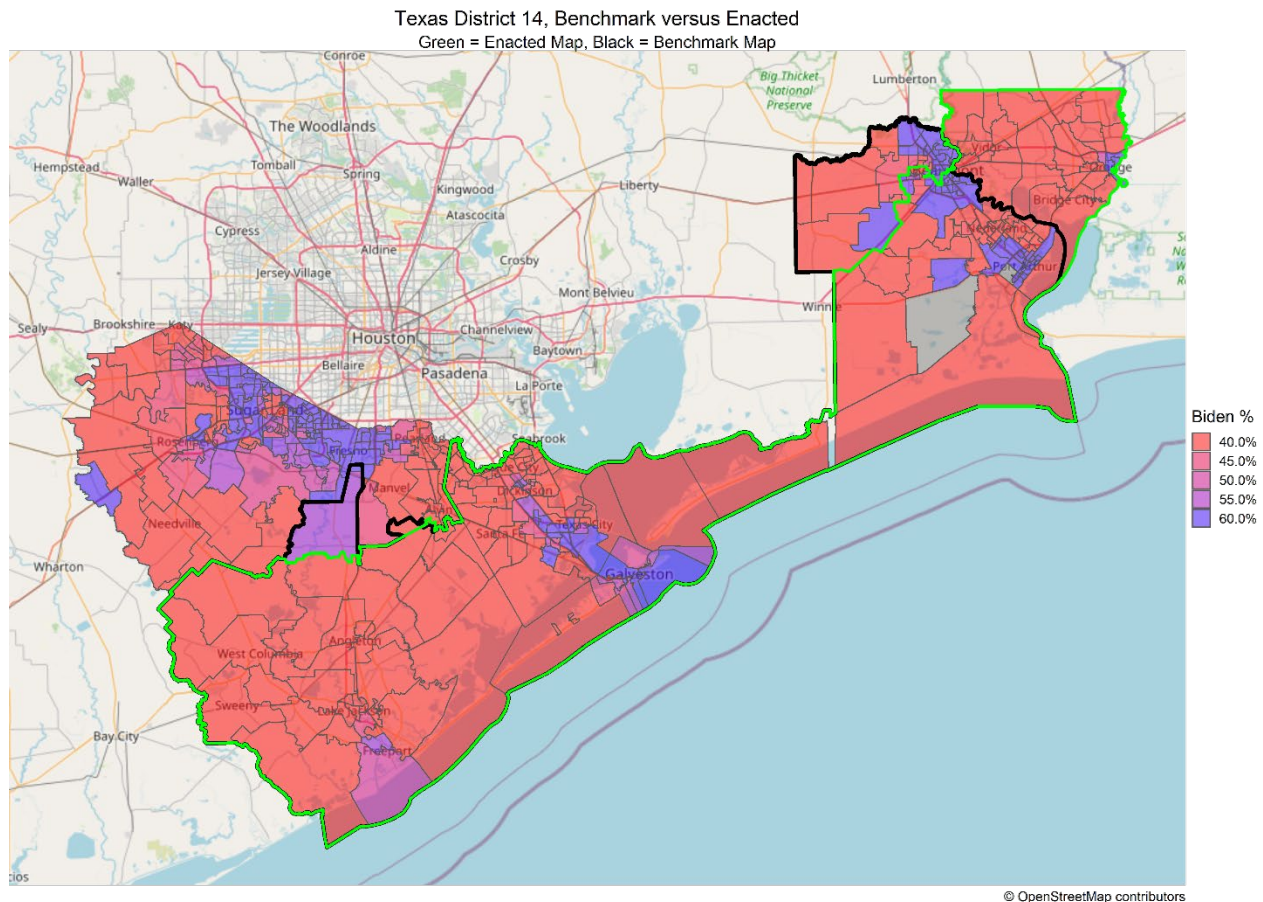 Texas District 14, Benchmark versus Enacted
Green = Enacted Map, Black = Benchmark Map
Conroe
Big Thicket
National
Preserve
Lumberton
The Woodlands
Hempstead
Waller
Tomball
Spring
Kingwood
Liberty
Vidor
Orange
Atascocita
Bridge City
Cypress
Aldine
Crosby
Nederland
Jersey Village
Port Arthur
Mont Belvieu
Winnie
Sealy
Brookshire
Katy
Houston
Channelview
Baytown
Bellaire
Pasadena
La Porte
Sugar Land
Rosenberg
Fresno
Pearland
Seabrook
Manvel
Dickinson
Alvin
Needville
Santa Fe
Texas City
Wharton
Galveston
Angleton
West Columbia
Sweeny
Lake Jackson
Bay City
Freeport
Biden %
40.0%
45.0%
50.0%
55.0%
60.0%
© OpenStreetMap contributors